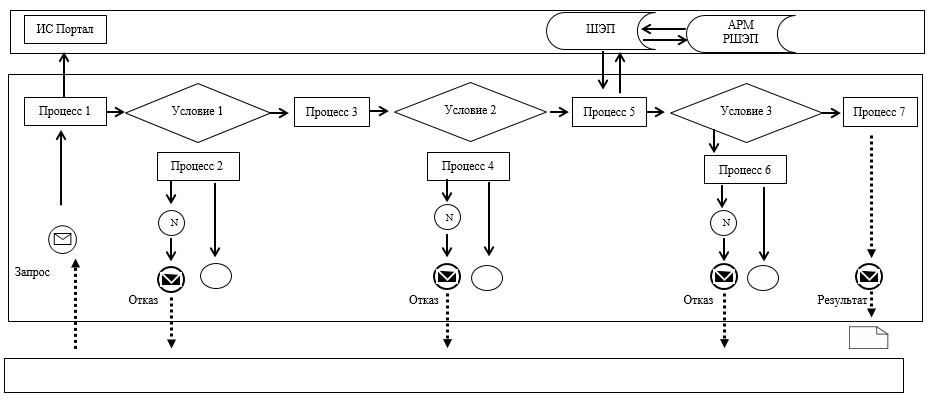 ИС Портал
ШЭП
АРМ
РШЭП
Процесс 1
Условие 1
Процесс 3
Условие 2
Процесс 5
Условие 3
Процесс 7
Процесс 2
Процесс 4
Процесс 6
N
N
N
Запрос
Отказ
Отказ
Отказ
Результат